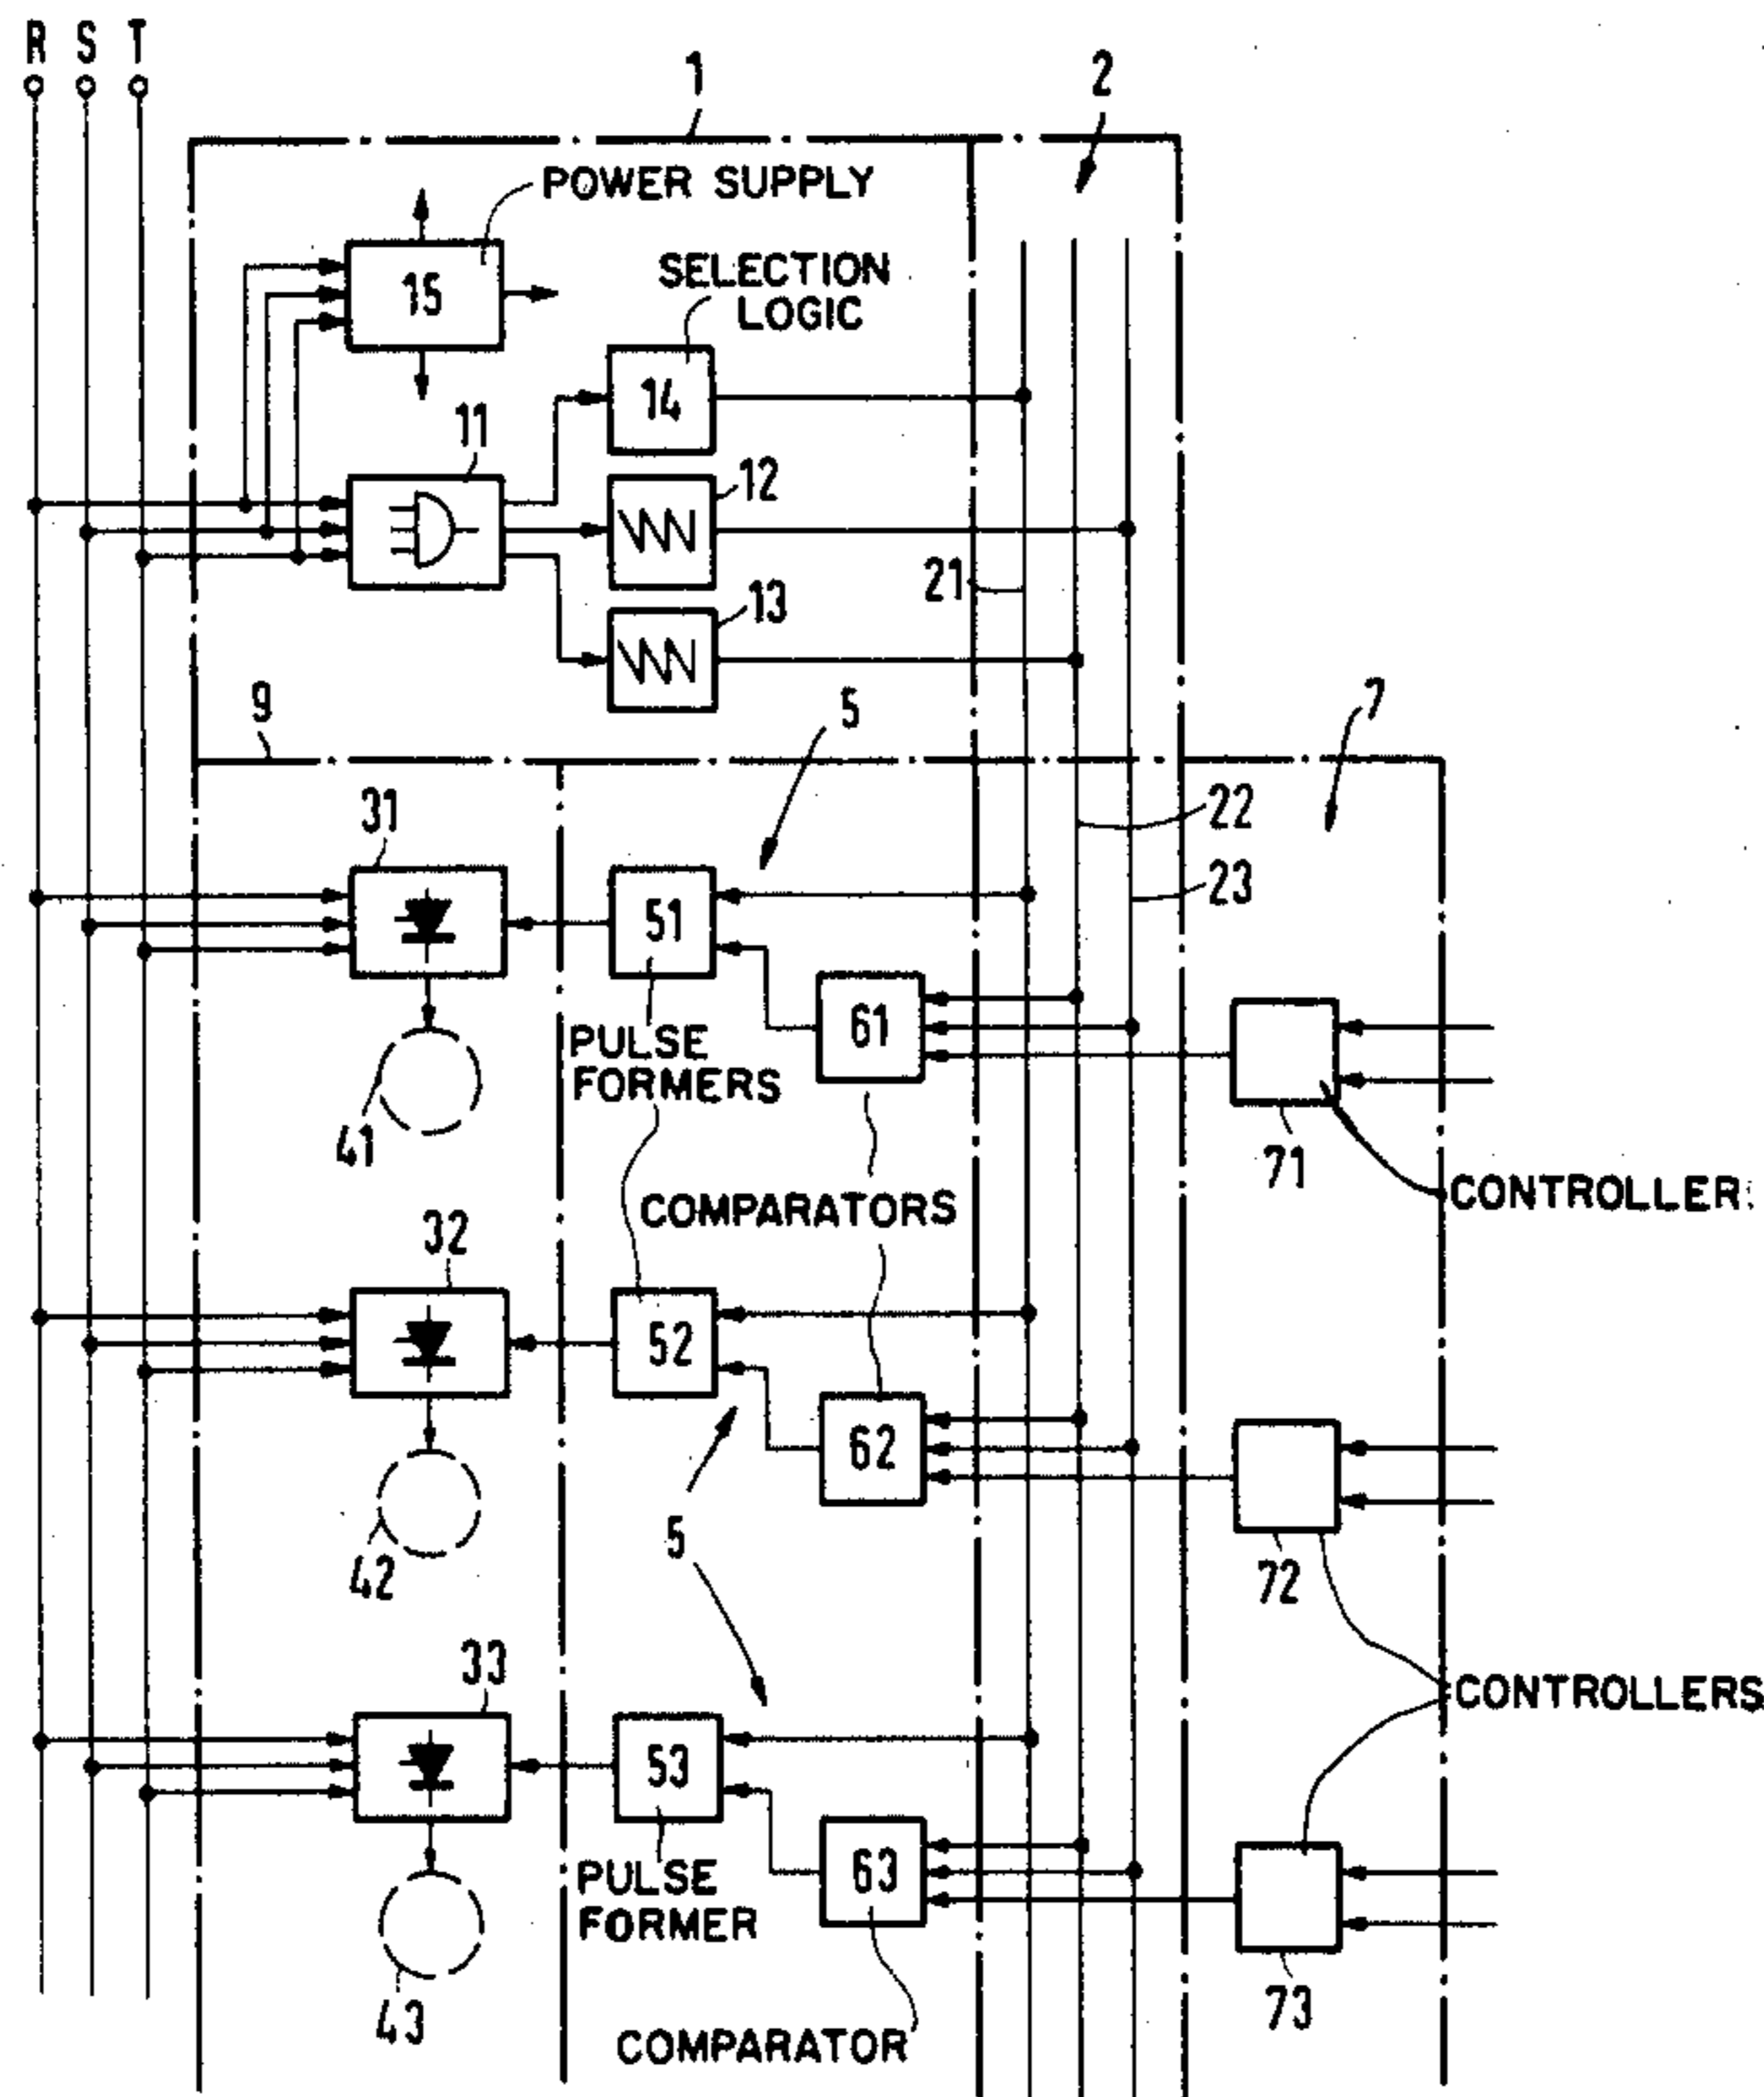 R S T
1
2
POWER SUPPLY
15
SELECTION
LOGIC
14
11
12
21
13
9
5
7
31
22
23
51
61
PULSE
FORMERS
41
71
COMPARATORS
CONTROLLER
32
52
62
42
5
72
33
CONTROLLERS
53
63
PULSE
FORMER
43
73
COMPARATOR